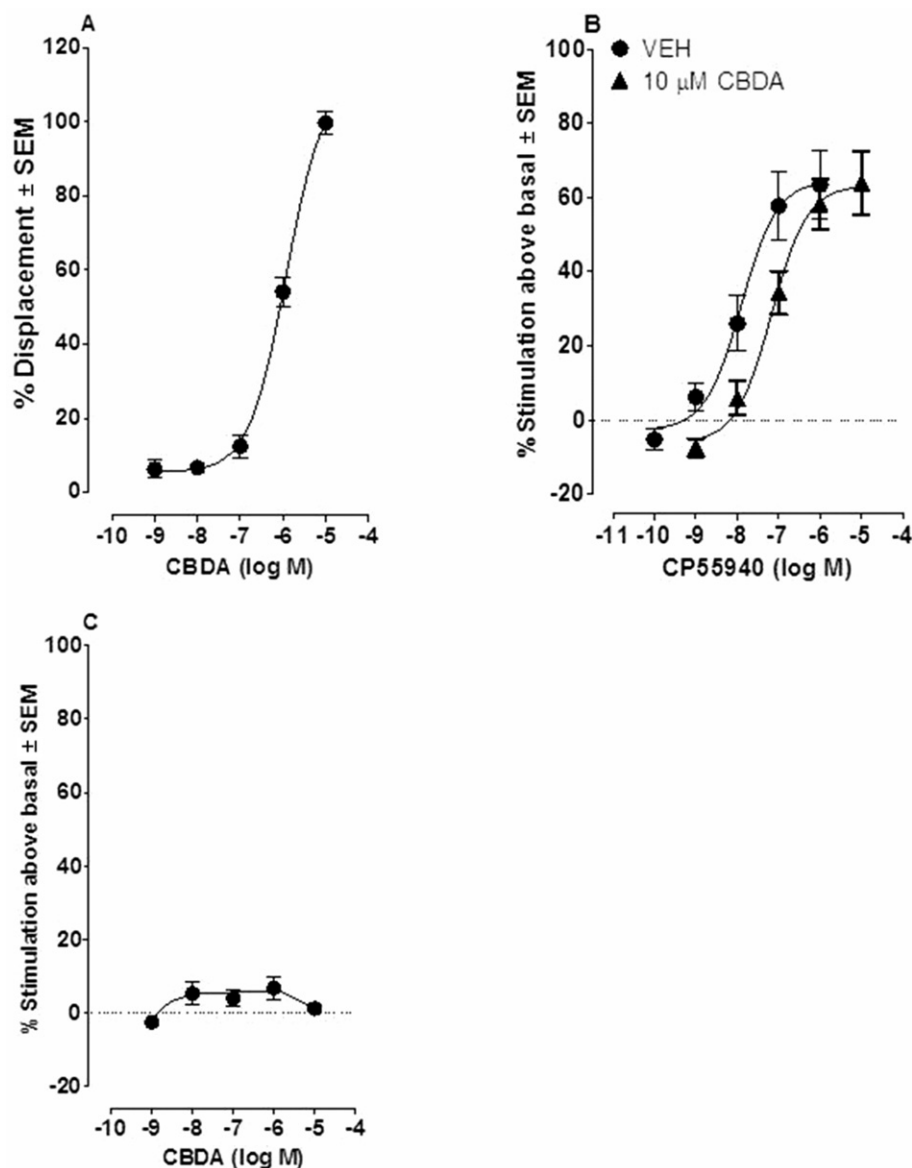 A
% Displacement ± SEM
120
100
80
60
40
20
0
-10 -9 -8 -7 -6 -5 -4
CBDA (log M)
B
VEH
10 μM CBDA
% Stimulation above basal ± SEM
100
80
60
40
20
0
-20
-11 -10 -9 -8 -7 -6 -5 -4
CP55940 (log M)
C
% Stimulation above basal ± SEM
100
80
60
40
20
0
-20
-10 -9 -8 -7 -6 -5 -4
CBDA (log M)